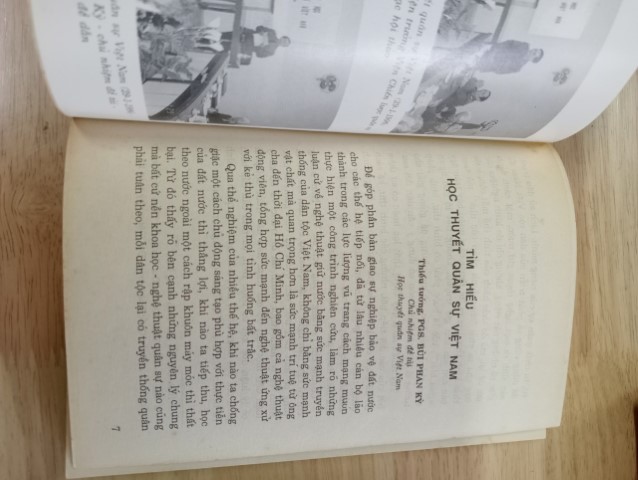 quân sự Việt Nam
TÌM HIỂU
HỌC THUYẾT QUÂN SỰ VIỆT NAM
Thiếu tướng, PGS. BÙI PHAN KỲ
Chủ nhiệm đề tài
Học thuyết quân sự Việt Nam
Để góp phần bàn giao sự nghiệp bảo vệ đất nước
cho các thế hệ tiếp nối, đã từ lâu nhiều cán bộ lão
thành trong các lực lượng vũ trang cách mạng muốn
thực hiện một công trình nghiên cứu, làm rõ những
luận cứ về nghệ thuật giữ nước bằng sức mạnh truyền
thống của dân tộc Việt Nam, không chỉ bằng sức mạnh
vật chất mà quan trọng hơn là sức mạnh trí tuệ từ ông
cha đến thời đại Hồ Chí Minh, bao gồm cả nghệ thuật
động viên, tổng hợp sức mạnh đến nghệ thuật ứng xử
với kẻ thù trong mọi tình huống bất trắc.
Qua thể nghiệm của nhiều thế hệ, khi nào ta chống
giặc một cách chủ động sáng tạo phù hợp với thực tiễn
của đất nước thì thắng lợi, khi nào ta tiếp thu, học
theo nước ngoài một cách rập khuôn máy móc thì thất
bại. Từ đó thấy rõ bên cạnh những nguyên lý chung
mà bất cứ nền khoa học - nghệ thuật quân sự nào cũng
phải tuân theo, mỗi dân tộc lại có truyền thống quân
7